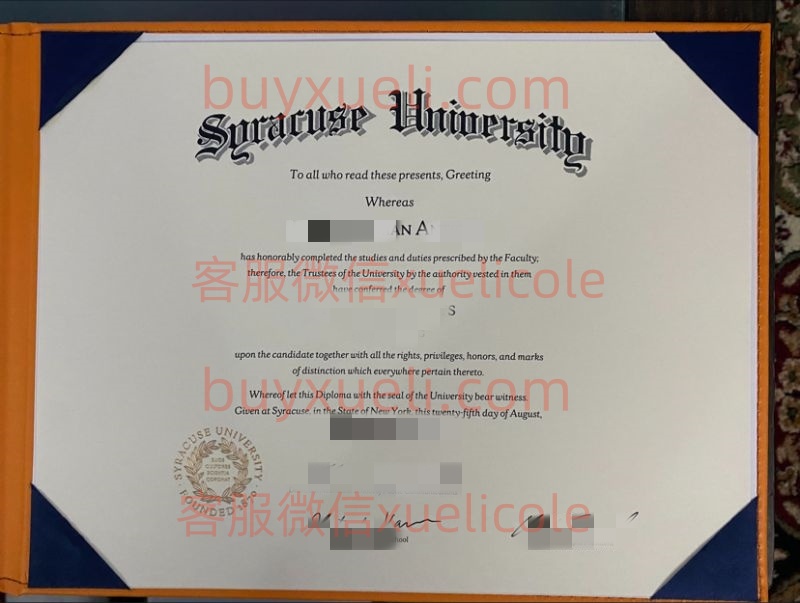 buyxueli.com
Syracuse University
To all who read these presents, Greeting
Whereas
AN A
has honorably completed the studies and duties prescribed by the Faculty;
therefore, the Trustees of the University by the authority vested in them
客服微信xuelicole
have conferred the degree of
S
upon the candidate together with all the rights, privileges, honors, and marks
of distinction which everywhere pertain thereto.
buyxueli.com
Whereof let this Diploma with the seal of the University bear witness.
Given at Syracuse, in the State of New York, this twenty-fifth day of August,
SYRACUSE UNIVERSITY
SUOS
CULTORES
SCIENTIA
CORONAT
FOUNDED 1870
客服微信xuelicole